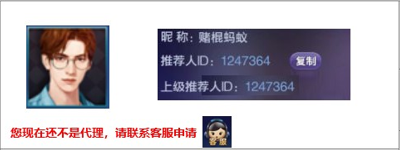 昵称：赌棍蚂蚁
推荐人ID：1247364 复制
上级推荐人ID：1247364
您现在还不是代理，请联系客服申请 客服